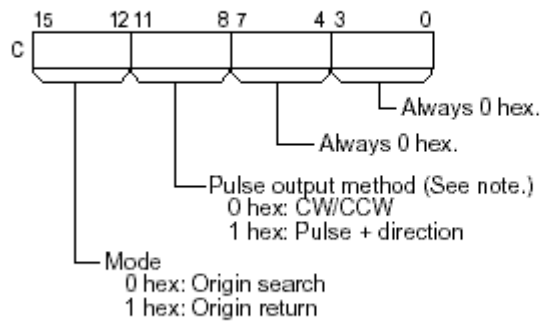 15 12 11 8 7 4 3 0
C
Always 0 hex.
Always 0 hex.
Pulse output method (See note.)
0 hex: CW/CCW
1 hex: Pulse + direction
Mode
0 hex: Origin search
1 hex: Origin return